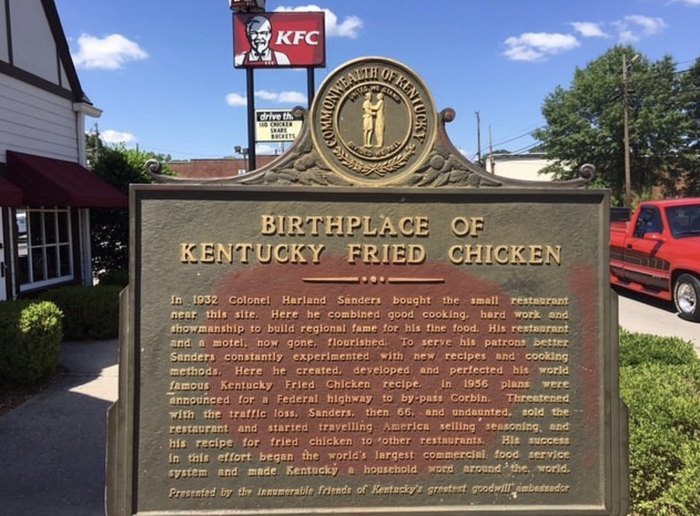 KFC
drive th
110 CHICKEN
SHARE
BUCKETS
COMMONWEALTH OF KENTUCKY
UNITED WE STAND
BIRTHPLACE OF
KENTUCKY FRIED CHICKEN
In 1932 Colonel Harland Sanders bought the small restaurant
near this site. Here he combined good cooking, hard work and
showmanship to build regional fame for his fine food. His restaurant
and a motel, now gone, flourished. To serve his patrons better
Sanders constantly experimented with new recipes and cooking
methods. Here he created, developed and perfected his world
famous Kentucky Fried Chicken recipe. In 1956 plans were
announced for a Federal highway to by-pass Corbin. Threatened
with the traffic loss, Sanders, then 66, and undaunted, sold the
restaurant and started travelling America selling seasoning and
his recipe for fried chicken to other restaurants. His success
in this effort began the world's largest commercial food service
system and made Kentucky a household word around the world.
Presented by the innumerable friends of Kentucky's greatest goodwill ambassador